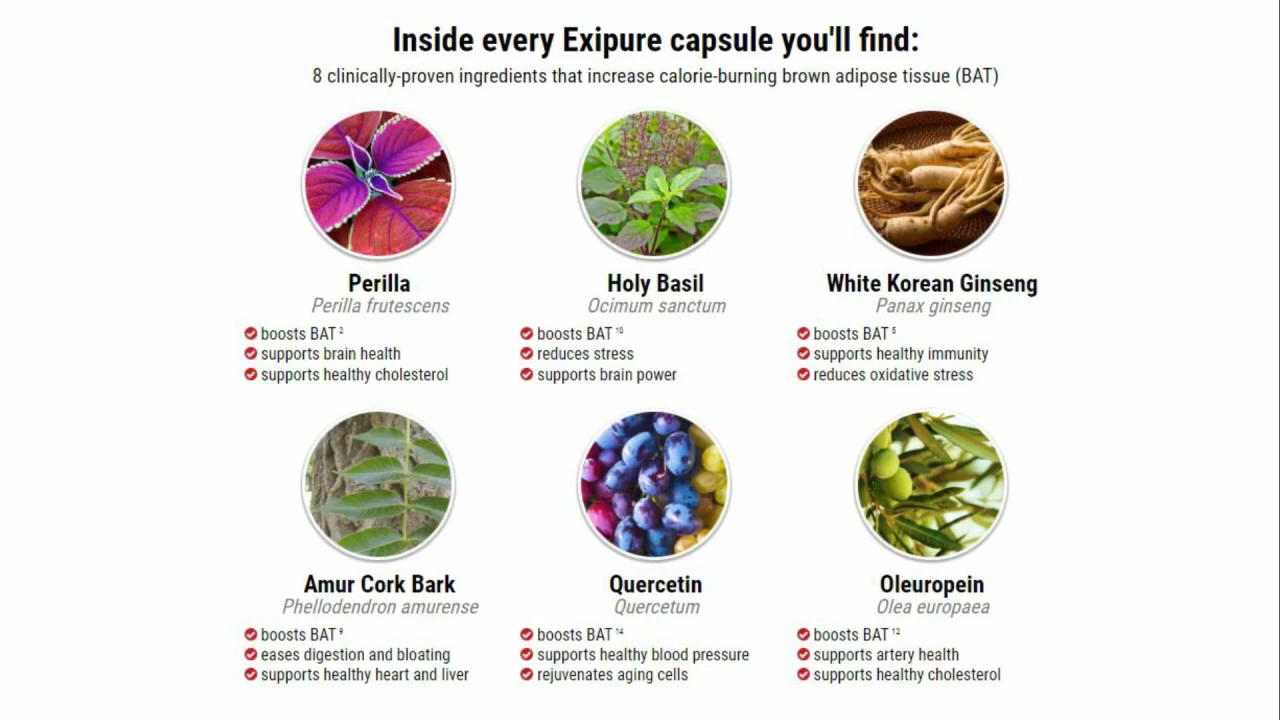 Inside every Exipure capsule you'll find:
8 clinically-proven ingredients that increase calorie-burning brown adipose tissue (BAT)
Perilla
Perilla frutescens
boosts BAT ²
supports brain health
supports healthy cholesterol
Holy Basil
Ocimum sanctum
boosts BAT ¹⁰
reduces stress
supports brain power
White Korean Ginseng
Panax ginseng
boosts BAT ⁵
supports healthy immunity
reduces oxidative stress
Amur Cork Bark
Phellodendron amurense
boosts BAT ⁹
eases digestion and bloating
supports healthy heart and liver
Quercetin
Quercetum
boosts BAT ¹⁴
supports healthy blood pressure
rejuvenates aging cells
Oleuropein
Olea europaea
boosts BAT ¹²
supports artery health
supports healthy cholesterol